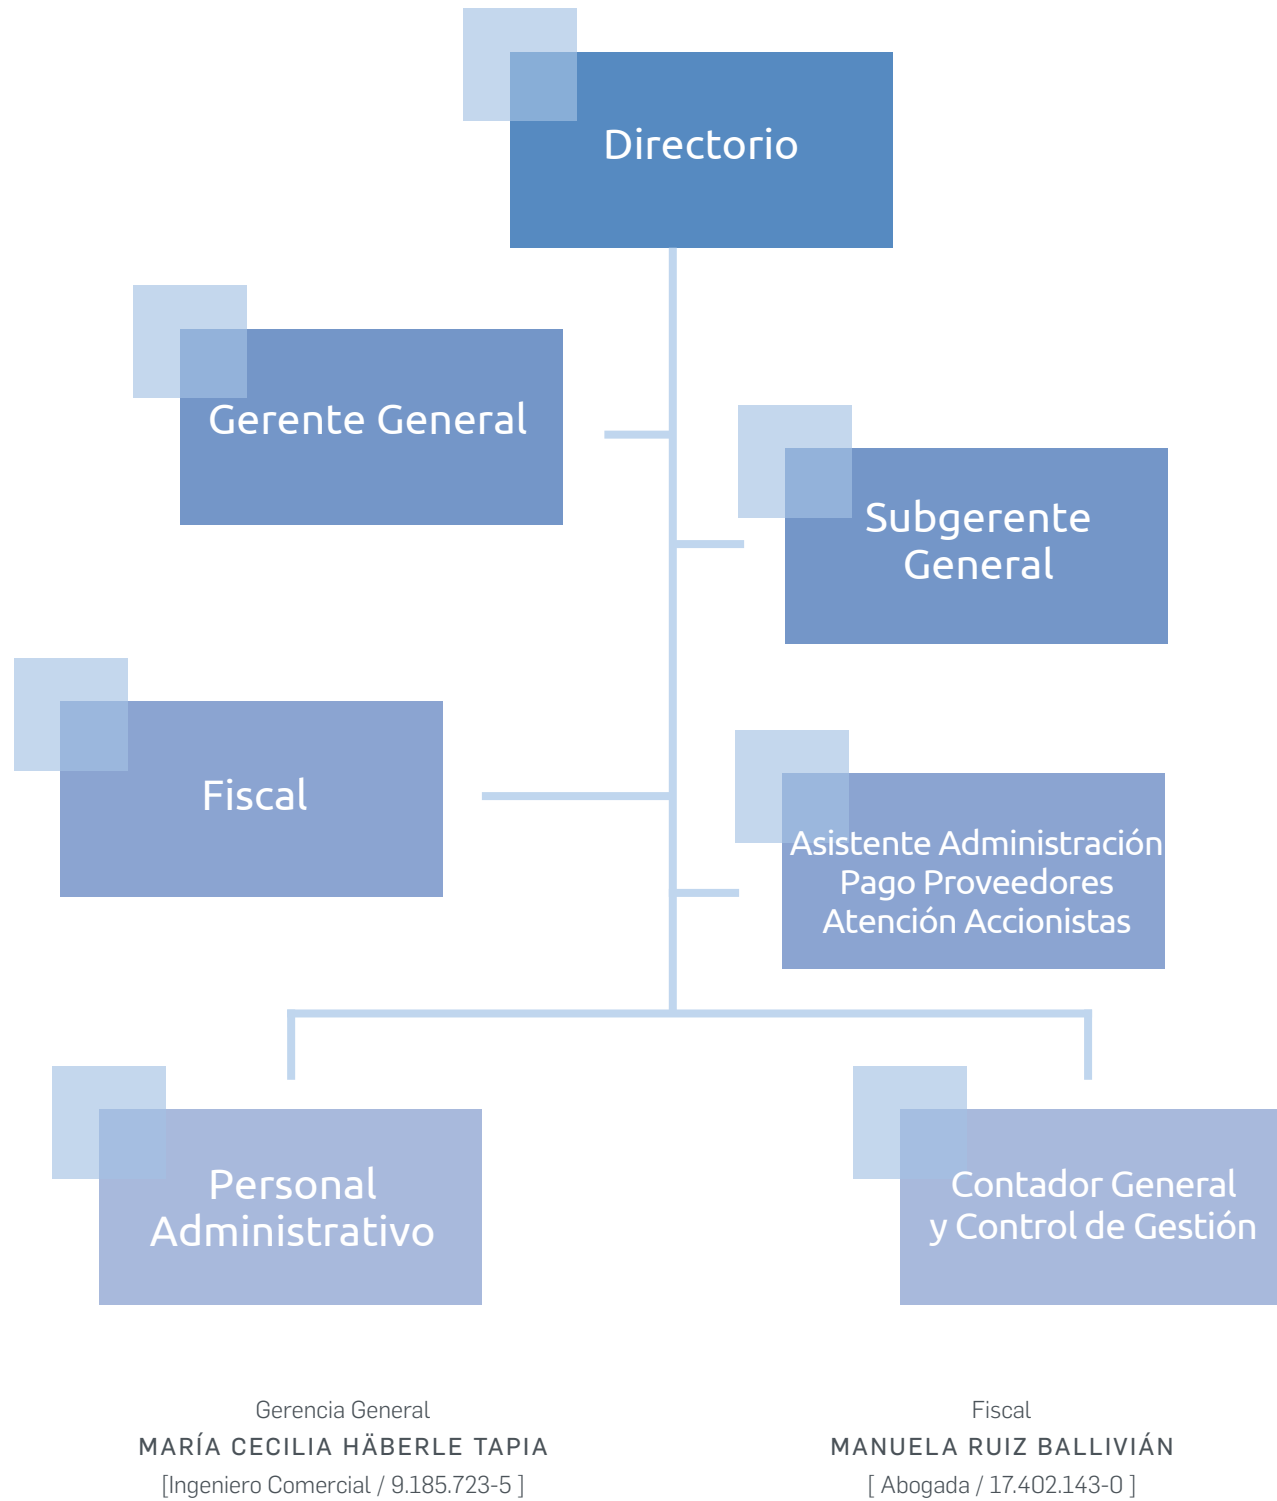 Directorio
Gerente General
Subgerente
General
Fiscal
Asistente Administración
Pago Proveedores
Atención Accionistas
Personal
Administrativo
Contador General
y Control de Gestión
Gerencia General
MARÍA CECILIA HÄBERLE TAPIA
[Ingeniero Comercial / 9.185.723-5 ]
Fiscal
MANUELA RUIZ BALLIVIÁN
[ Abogada / 17.402.143-0 ]